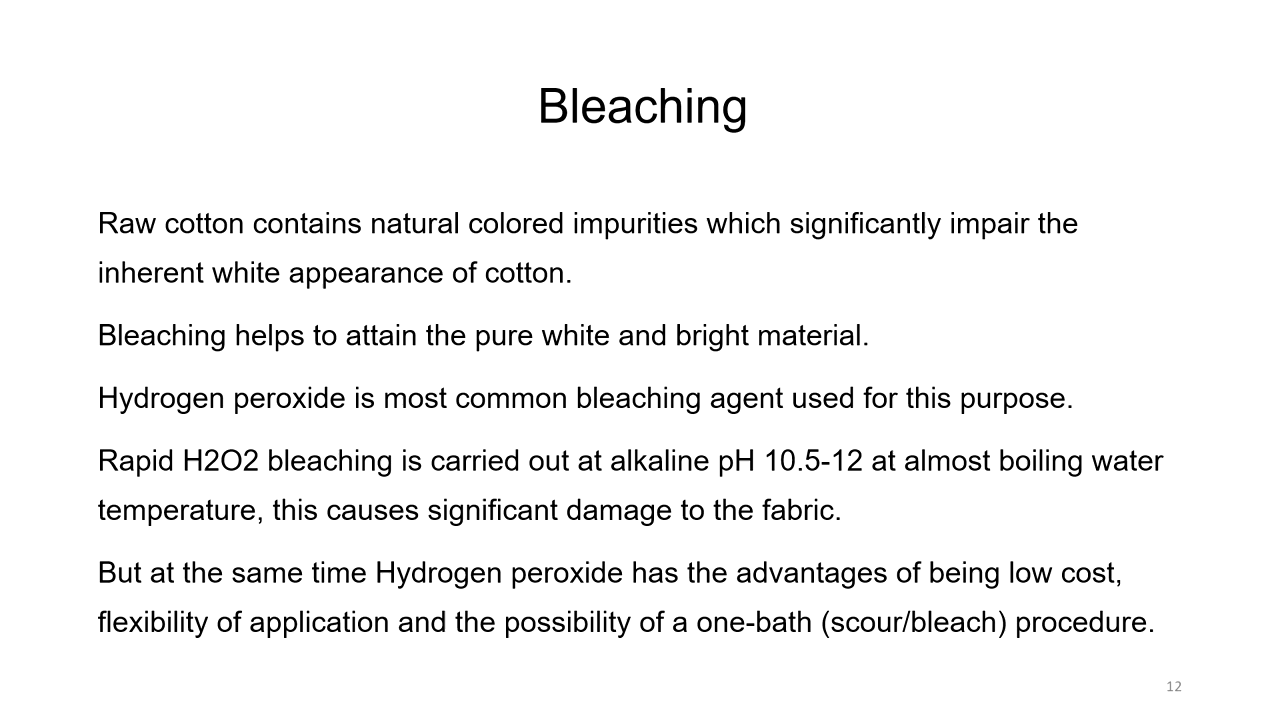 Bleaching
Raw cotton contains natural colored impurities which significantly impair the
inherent white appearance of cotton.
Bleaching helps to attain the pure white and bright material.
Hydrogen peroxide is most common bleaching agent used for this purpose.
Rapid H2O2 bleaching is carried out at alkaline pH 10.5-12 at almost boiling water
temperature, this causes significant damage to the fabric.
But at the same time Hydrogen peroxide has the advantages of being low cost,
flexibility of application and the possibility of a one-bath (scour/bleach) procedure.
12